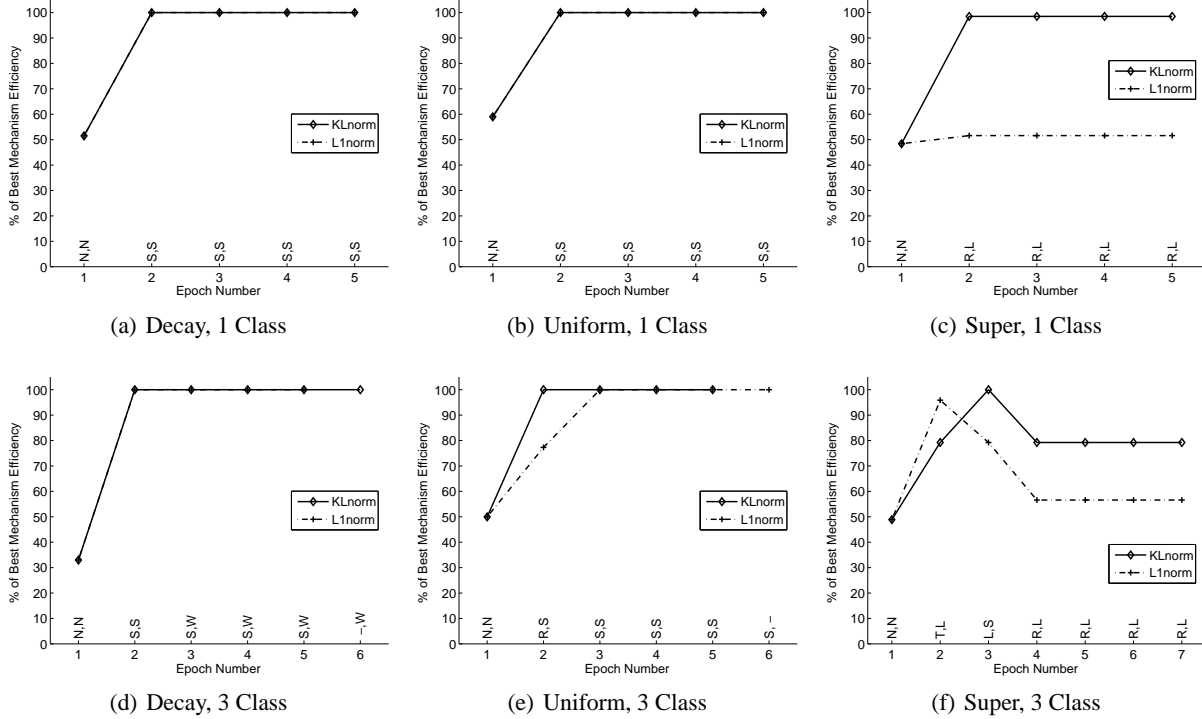 100
90
80
70
60
50
40
30
20
10
0
% of Best Mechanism Efficiency
KLnorm
L1norm
N,N
S,S
S,S
S,S
S,S
1 2 3 4 5
Epoch Number
(a) Decay, 1 Class
100
90
80
70
60
50
40
30
20
10
0
% of Best Mechanism Efficiency
KLnorm
L1norm
N,N
S,S
S,S
S,S
S,S
1 2 3 4 5
Epoch Number
(b) Uniform, 1 Class
100
90
80
70
60
50
40
30
20
10
0
% of Best Mechanism Efficiency
KLnorm
L1norm
N,N
R,L
R,L
R,L
R,L
1 2 3 4 5
Epoch Number
(c) Super, 1 Class
100
90
80
70
60
50
40
30
20
10
0
% of Best Mechanism Efficiency
KLnorm
L1norm
N,N
S,S
S,W
S,W
S,W
−,W
1 2 3 4 5 6
Epoch Number
(d) Decay, 3 Class
100
90
80
70
60
50
40
30
20
10
0
% of Best Mechanism Efficiency
KLnorm
L1norm
N,N
R,S
S,S
S,S
S,S
S,−
1 2 3 4 5 6
Epoch Number
(e) Uniform, 3 Class
100
90
80
70
60
50
40
30
20
10
0
% of Best Mechanism Efficiency
KLnorm
L1norm
N,N
T,L
L,S
R,L
R,L
R,L
R,L
1 2 3 4 5 6 7
Epoch Number
(f) Super, 3 Class